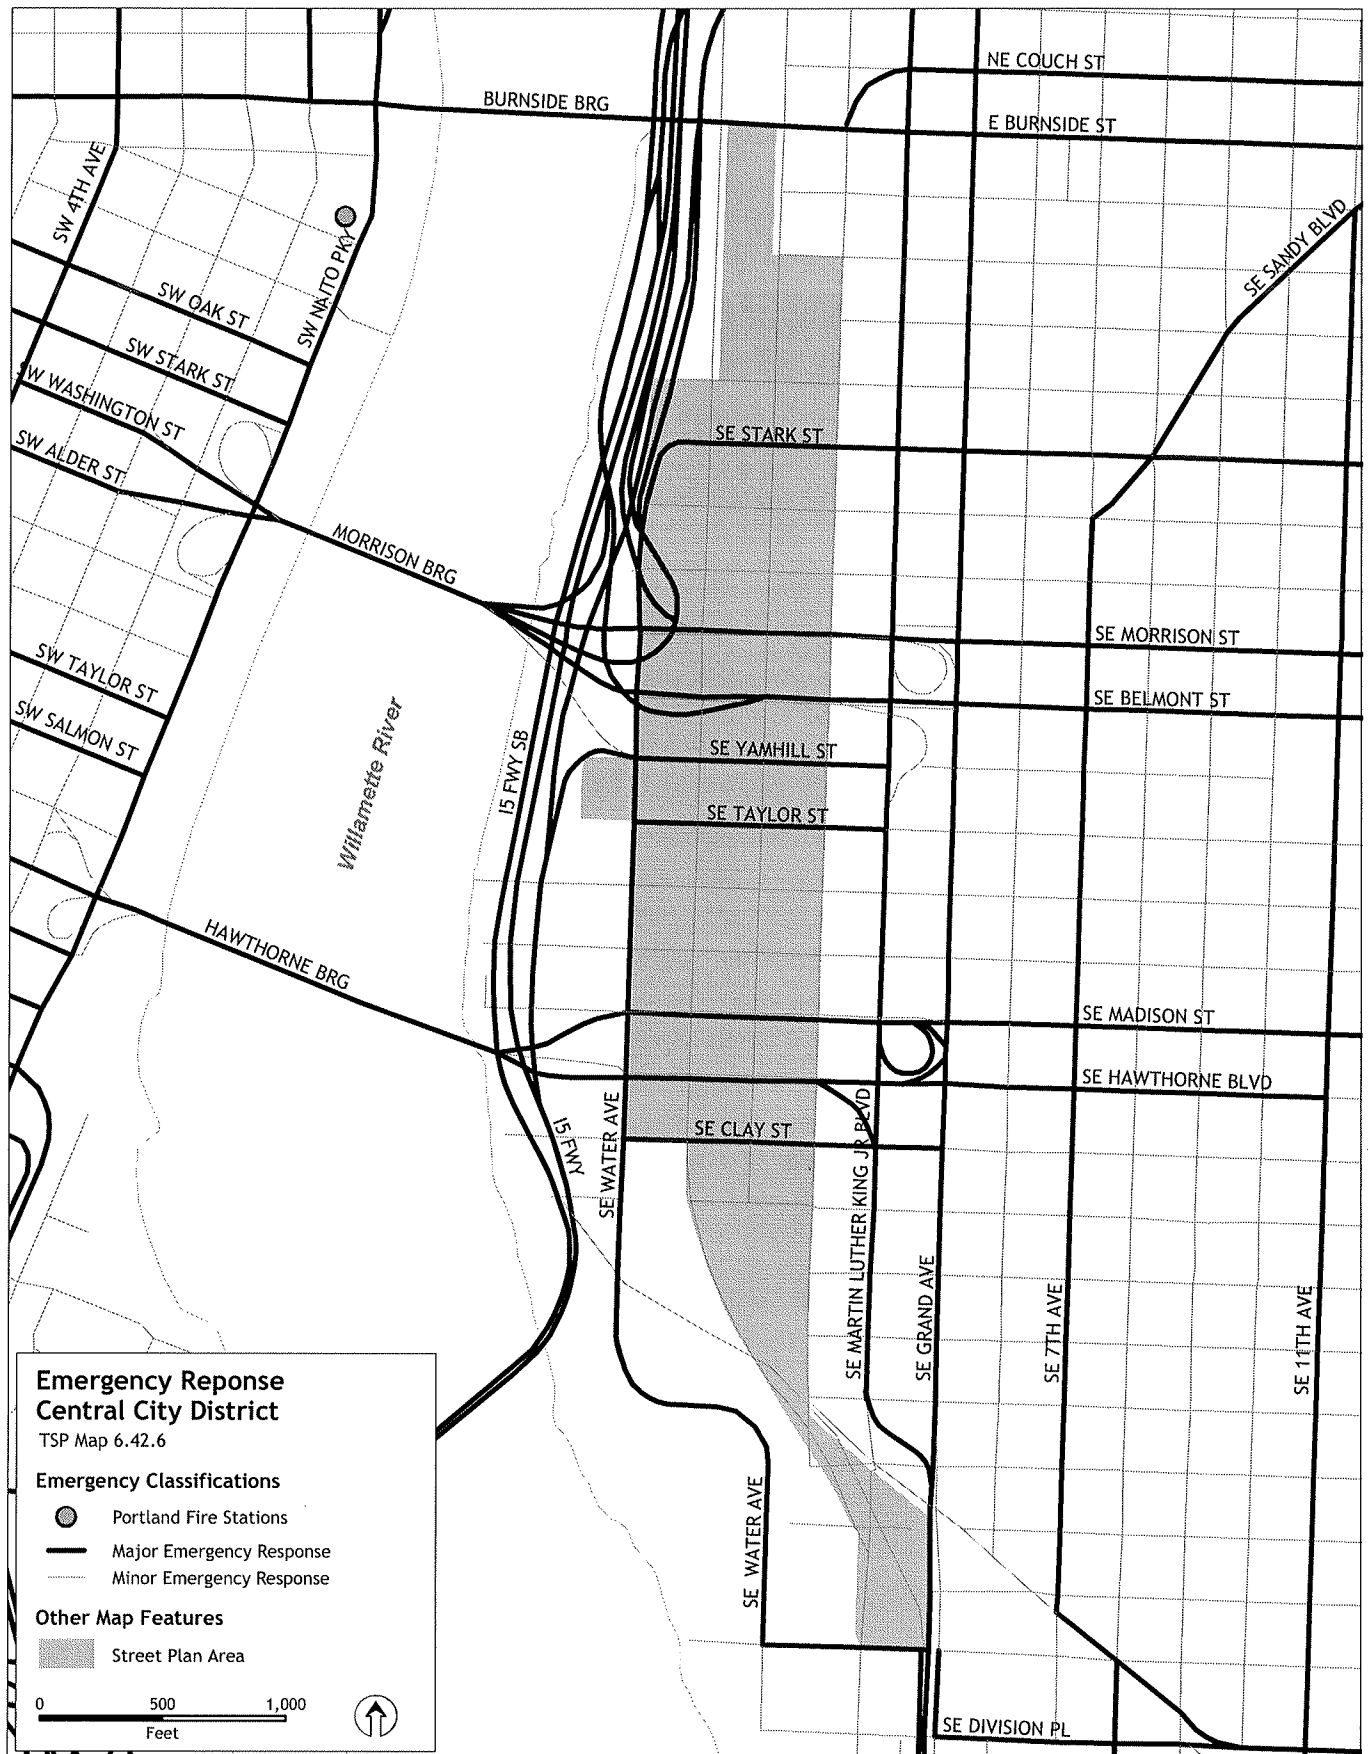 NE COUCH ST
BURNSIDE BRG
E BURNSIDE ST
SW 4TH AVE
SE SANDY BLVD
SW NAITO PKY
SW OAK ST
SW STARK ST
SW WASHINGTON ST
SE STARK ST
SW ALDER ST
MORRISON BRG
SE MORRISON ST
SW TAYLOR ST
SE BELMONT ST
SW SALMON ST
SE YAMHILL ST
I5 FWY SB
Willamette River
SE TAYLOR ST
HAWTHORNE BRG
SE MADISON ST
SE HAWTHORNE BLVD
I5 FWY
SE WATER AVE
SE CLAY ST
SE MARTIN LUTHER KING JR BLVD
SE GRAND AVE
SE 7TH AVE
SE 11TH AVE
SE WATER AVE
SE DIVISION PL
Emergency Reponse
Central City District
TSP Map 6.42.6
Emergency Classifications
Portland Fire Stations
Major Emergency Response
Minor Emergency Response
Other Map Features
Street Plan Area
0 500 1,000
Feet